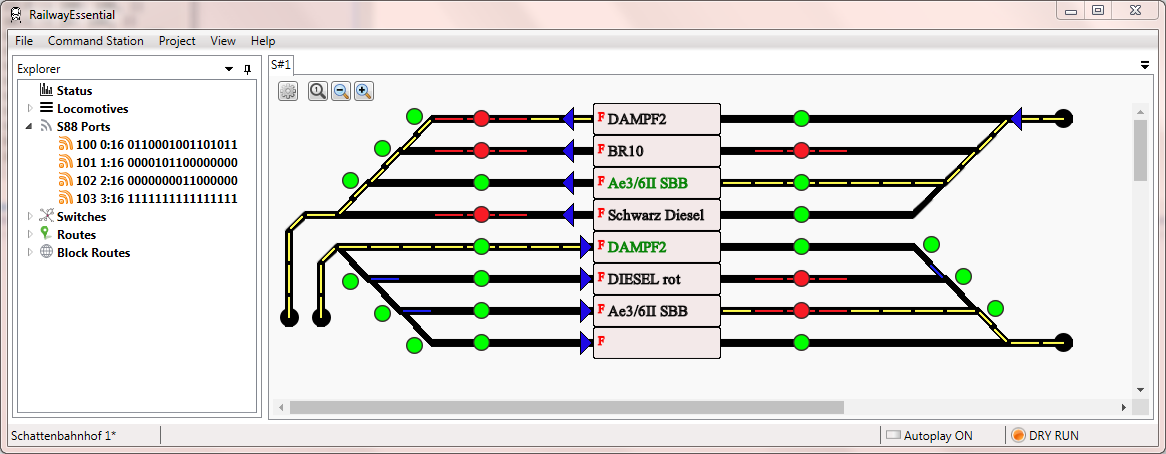 RailwayEssential
File Command Station Project View Help
Explorer
S#1
Status
Locomotives
S88 Ports
100 0:16 0110001001101011
101 1:16 0000101100000000
102 2:16 0000000011000000
103 3:16 1111111111111111
Switches
Routes
Block Routes
1
F DAMPF2
F BR10
F Ae3/6II SBB
F Schwarz Diesel
F DAMPF2
F DIESEL rot
F Ae3/6II SBB
F
Schattenbahnhof 1*
Autoplay ON
DRY RUN